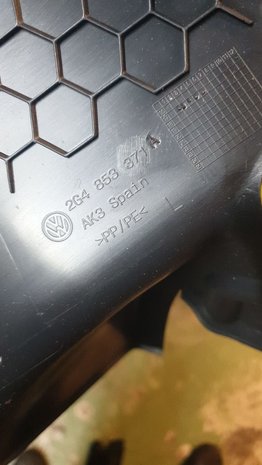 2G4 853 371 A
AK3 Spain
>PP/PE< L